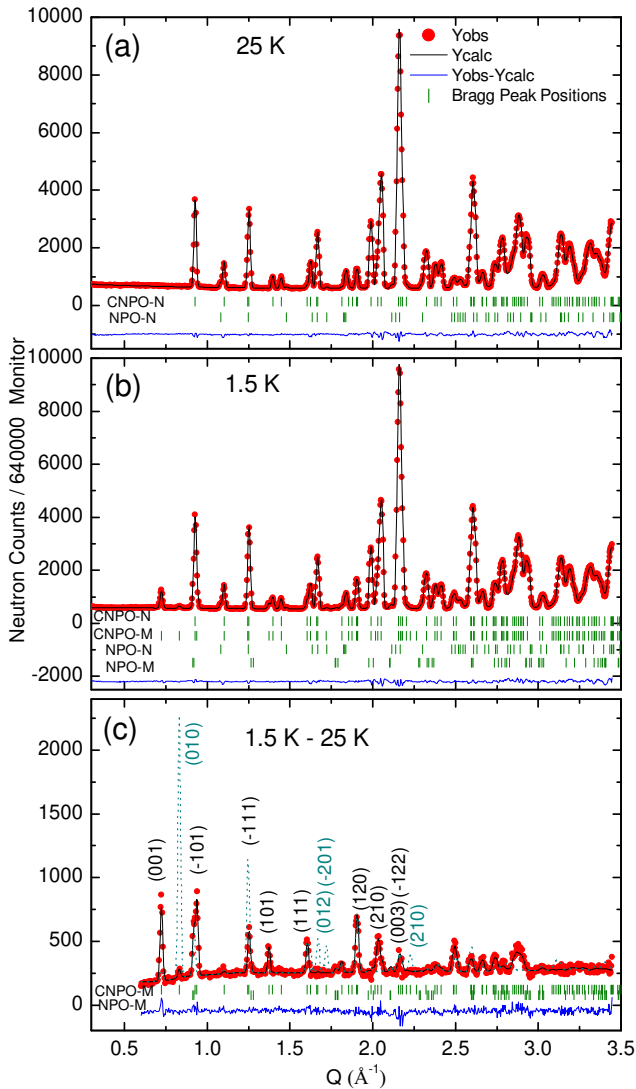 Neutron Counts / 640000 Monitor
10000
8000
6000
4000
2000
0
(a)
25 K
Yobs
Ycalc
Yobs-Ycalc
Bragg Peak Positions
CNPO-N
NPO-N
10000
8000
6000
4000
2000
0
-2000
(b)
1.5 K
CNPO-N
CNPO-M
NPO-N
NPO-M
2000
1500
1000
500
0
(c)
1.5 K - 25 K
(001)
(010)
(-101)
(-111)
(101)
(111)
(012) (-201)
(120)
(210)
(003) (-122)
(210)
CNPO-M
NPO-M
0.5 1.0 1.5 2.0 2.5 3.0 3.5
Q (Å⁻¹)